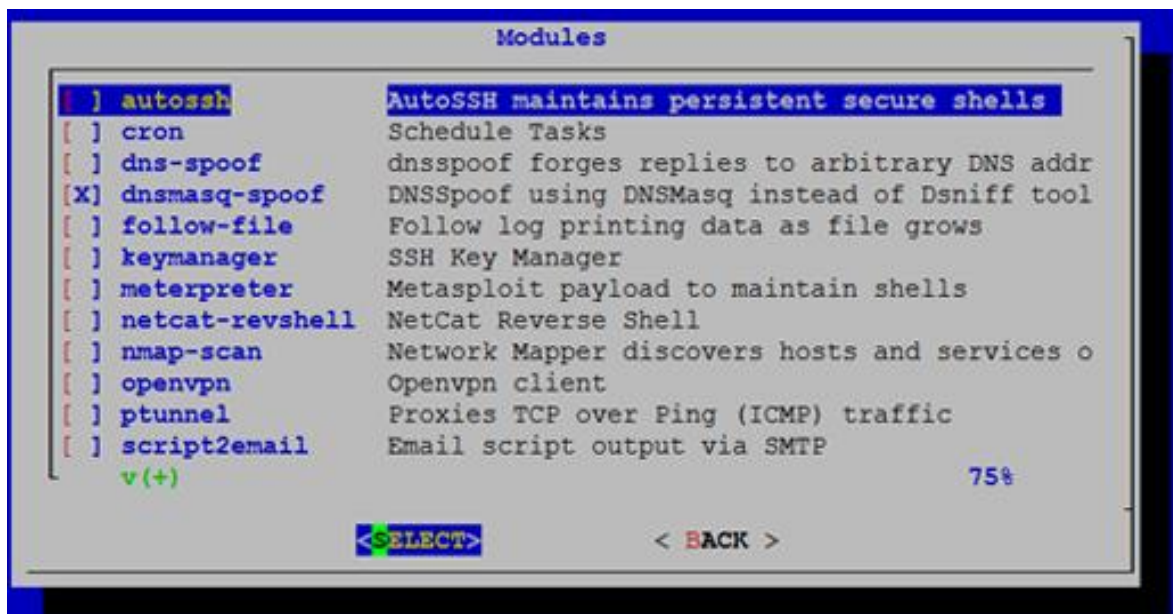 Modules
[ ] autossh AutoSSH maintains persistent secure shells
[ ] cron Schedule Tasks
[ ] dns-spoof dnsspoof forges replies to arbitrary DNS addr
[X] dnsmasq-spoof DNSSpoof using DNSMasq instead of Dsniff tool
[ ] follow-file Follow log printing data as file grows
[ ] keymanager SSH Key Manager
[ ] meterpreter Metasploit payload to maintain shells
[ ] netcat-revshell NetCat Reverse Shell
[ ] nmap-scan Network Mapper discovers hosts and services o
[ ] openvpn Openvpn client
[ ] ptunnel Proxies TCP over Ping (ICMP) traffic
[ ] script2email Email script output via SMTP
v(+) 75%
<SELECT> < BACK >